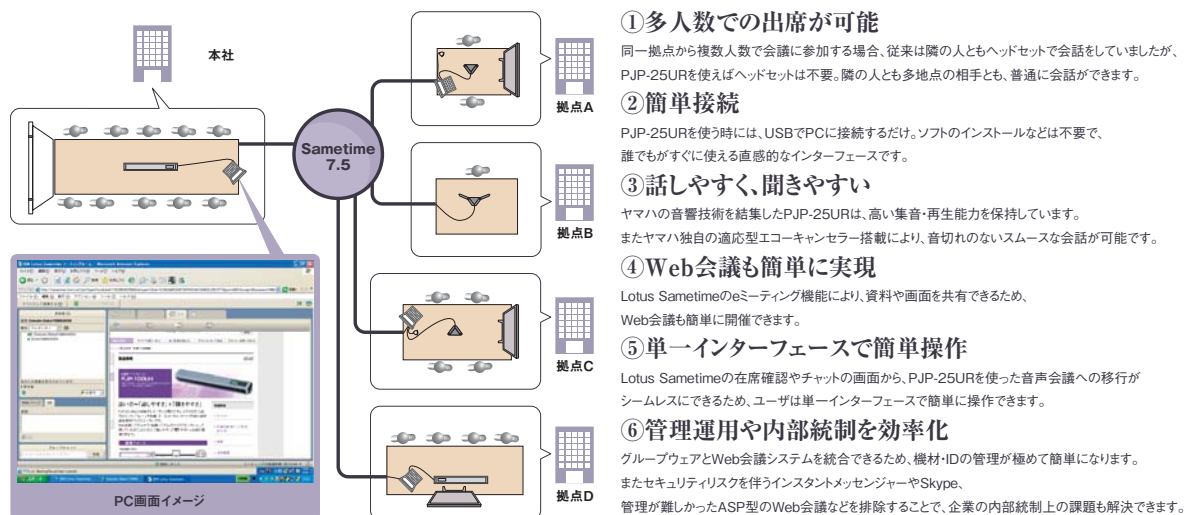 本社
Sametime
7.5
拠点A
拠点B
拠点C
拠点D
PC画面イメージ
①多人数での出席が可能
同一拠点から複数人数で会議に参加する場合、従来は隣の人ともヘッドセットで会話をしていましたが、
PJP-25URを使えばヘッドセットは不要。隣の人とも多地点の相手とも、普通に会話ができます。
②簡単接続
PJP-25URを使う時には、USBでPCに接続するだけ。ソフトのインストールなどは不要で、
誰でもがすぐに使える直感的なインターフェースです。
③話しやすく、聞きやすい
ヤマハの音響技術を結集したPJP-25URは、高い集音・再生能力を保持しています。
またヤマハ独自の適応型エコーキャンセラー搭載により、音切れのないスムースな会話が可能です。
④Web会議も簡単に実現
Lotus Sametimeのeミーティング機能により、資料や画面を共有できるため、
Web会議も簡単に開催できます。
⑤単一インターフェースで簡単操作
Lotus Sametimeの在席確認やチャットの画面から、PJP-25URを使った音声会議への移行が
シームレスにできるため、ユーザは単一インターフェースで簡単に操作できます。
⑥管理運用や内部統制を効率化
グループウェアとWeb会議システムを統合できるため、機材・IDの管理が極めて簡単になります。
またセキュリティリスクを伴うインスタントメッセンジャーやSkype、
管理が難しかったASP型のWeb会議などを排除することで、企業の内部統制上の課題も解決できます。